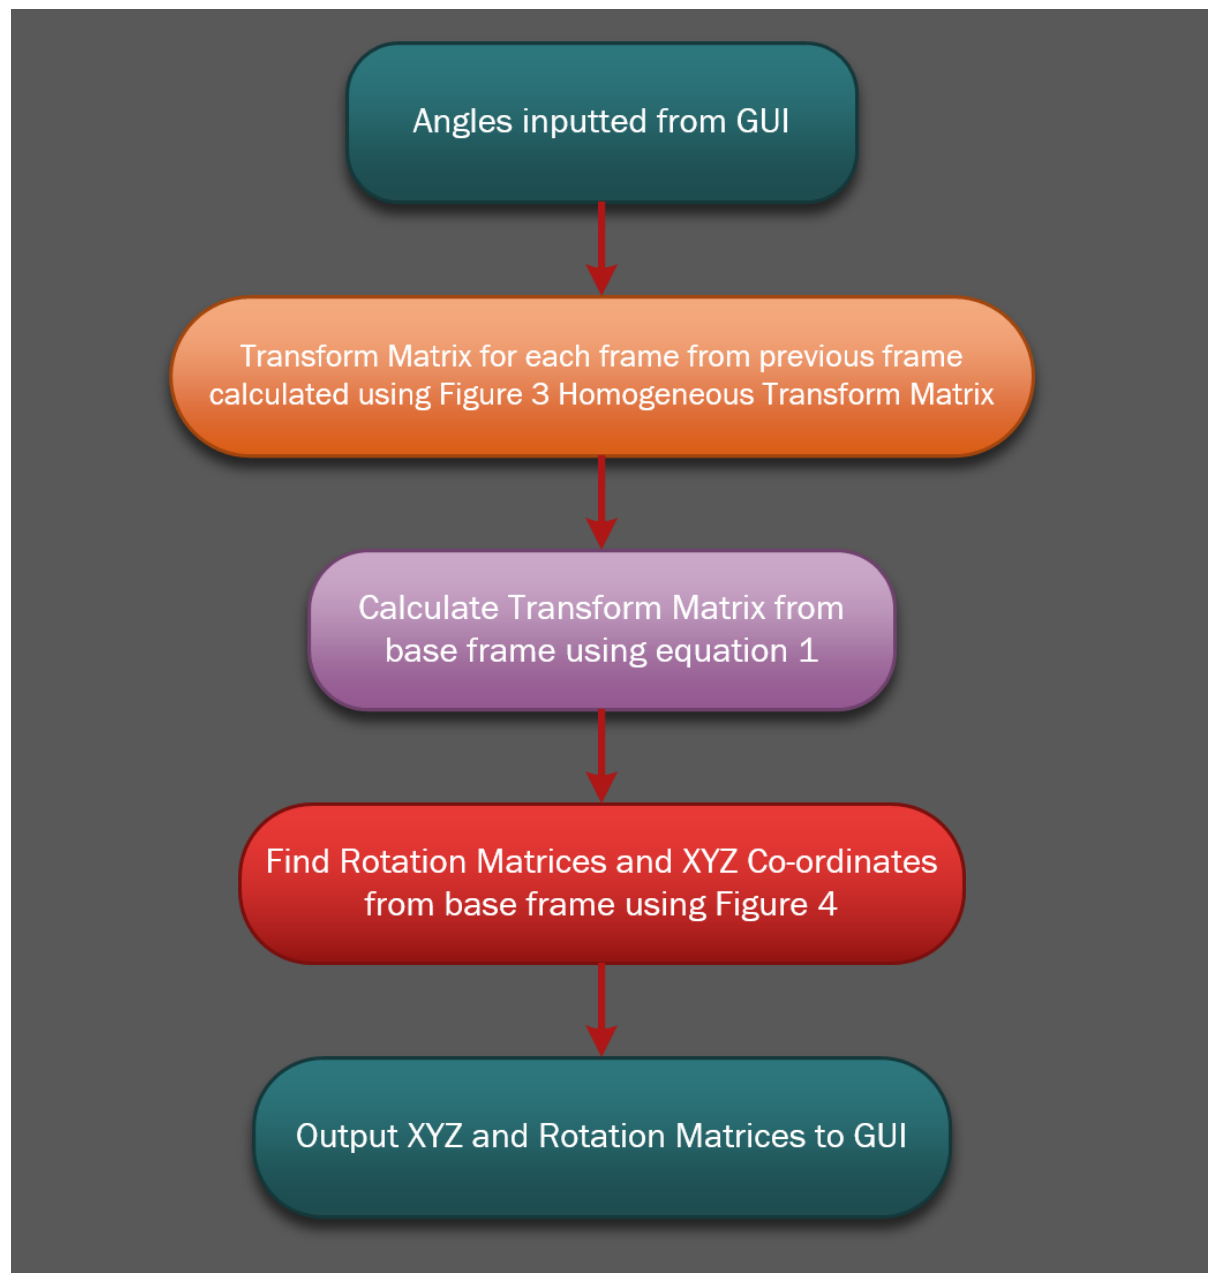 Angles inputted from GUI
Transform Matrix for each frame from previous frame
calculated using Figure 3 Homogeneous Transform Matrix
Calculate Transform Matrix from
base frame using equation 1
Find Rotation Matrices and XYZ Co-ordinates
from base frame using Figure 4
Output XYZ and Rotation Matrices to GUI